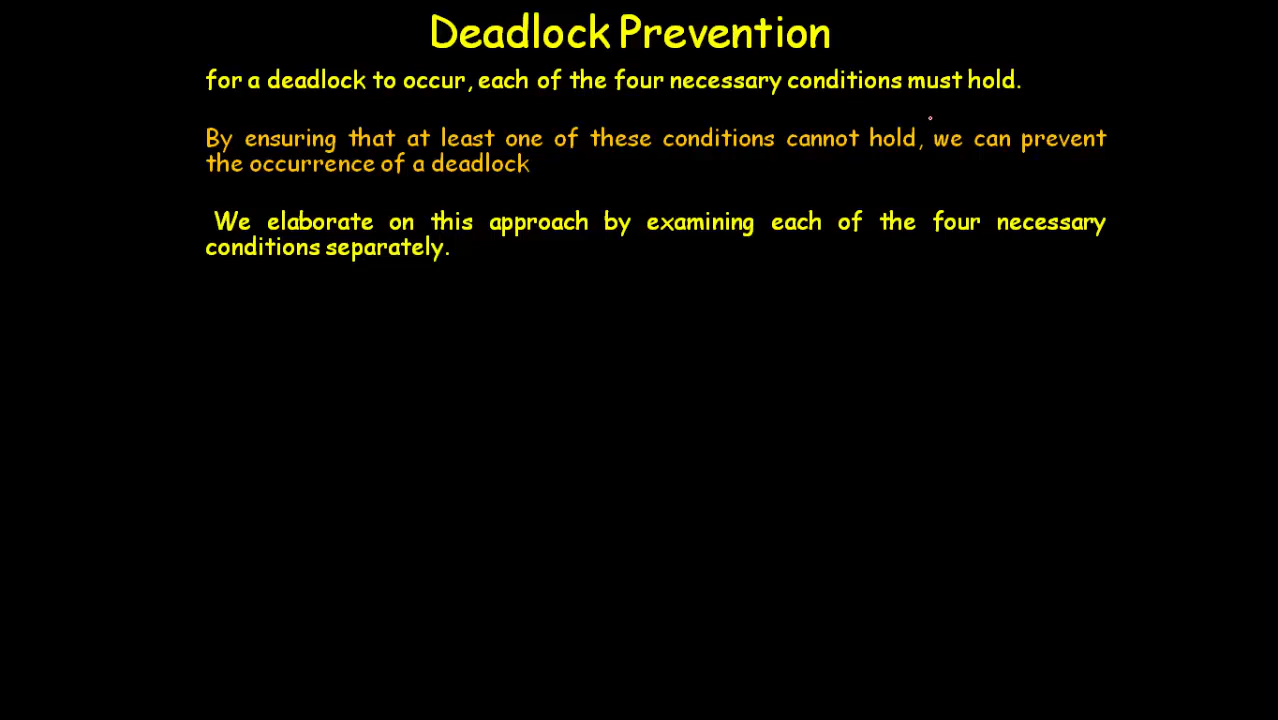 Deadlock Prevention
for a deadlock to occur, each of the four necessary conditions must hold.
By ensuring that at least one of these conditions cannot hold, we can prevent
the occurrence of a deadlock
We elaborate on this approach by examining each of the four necessary
conditions separately.